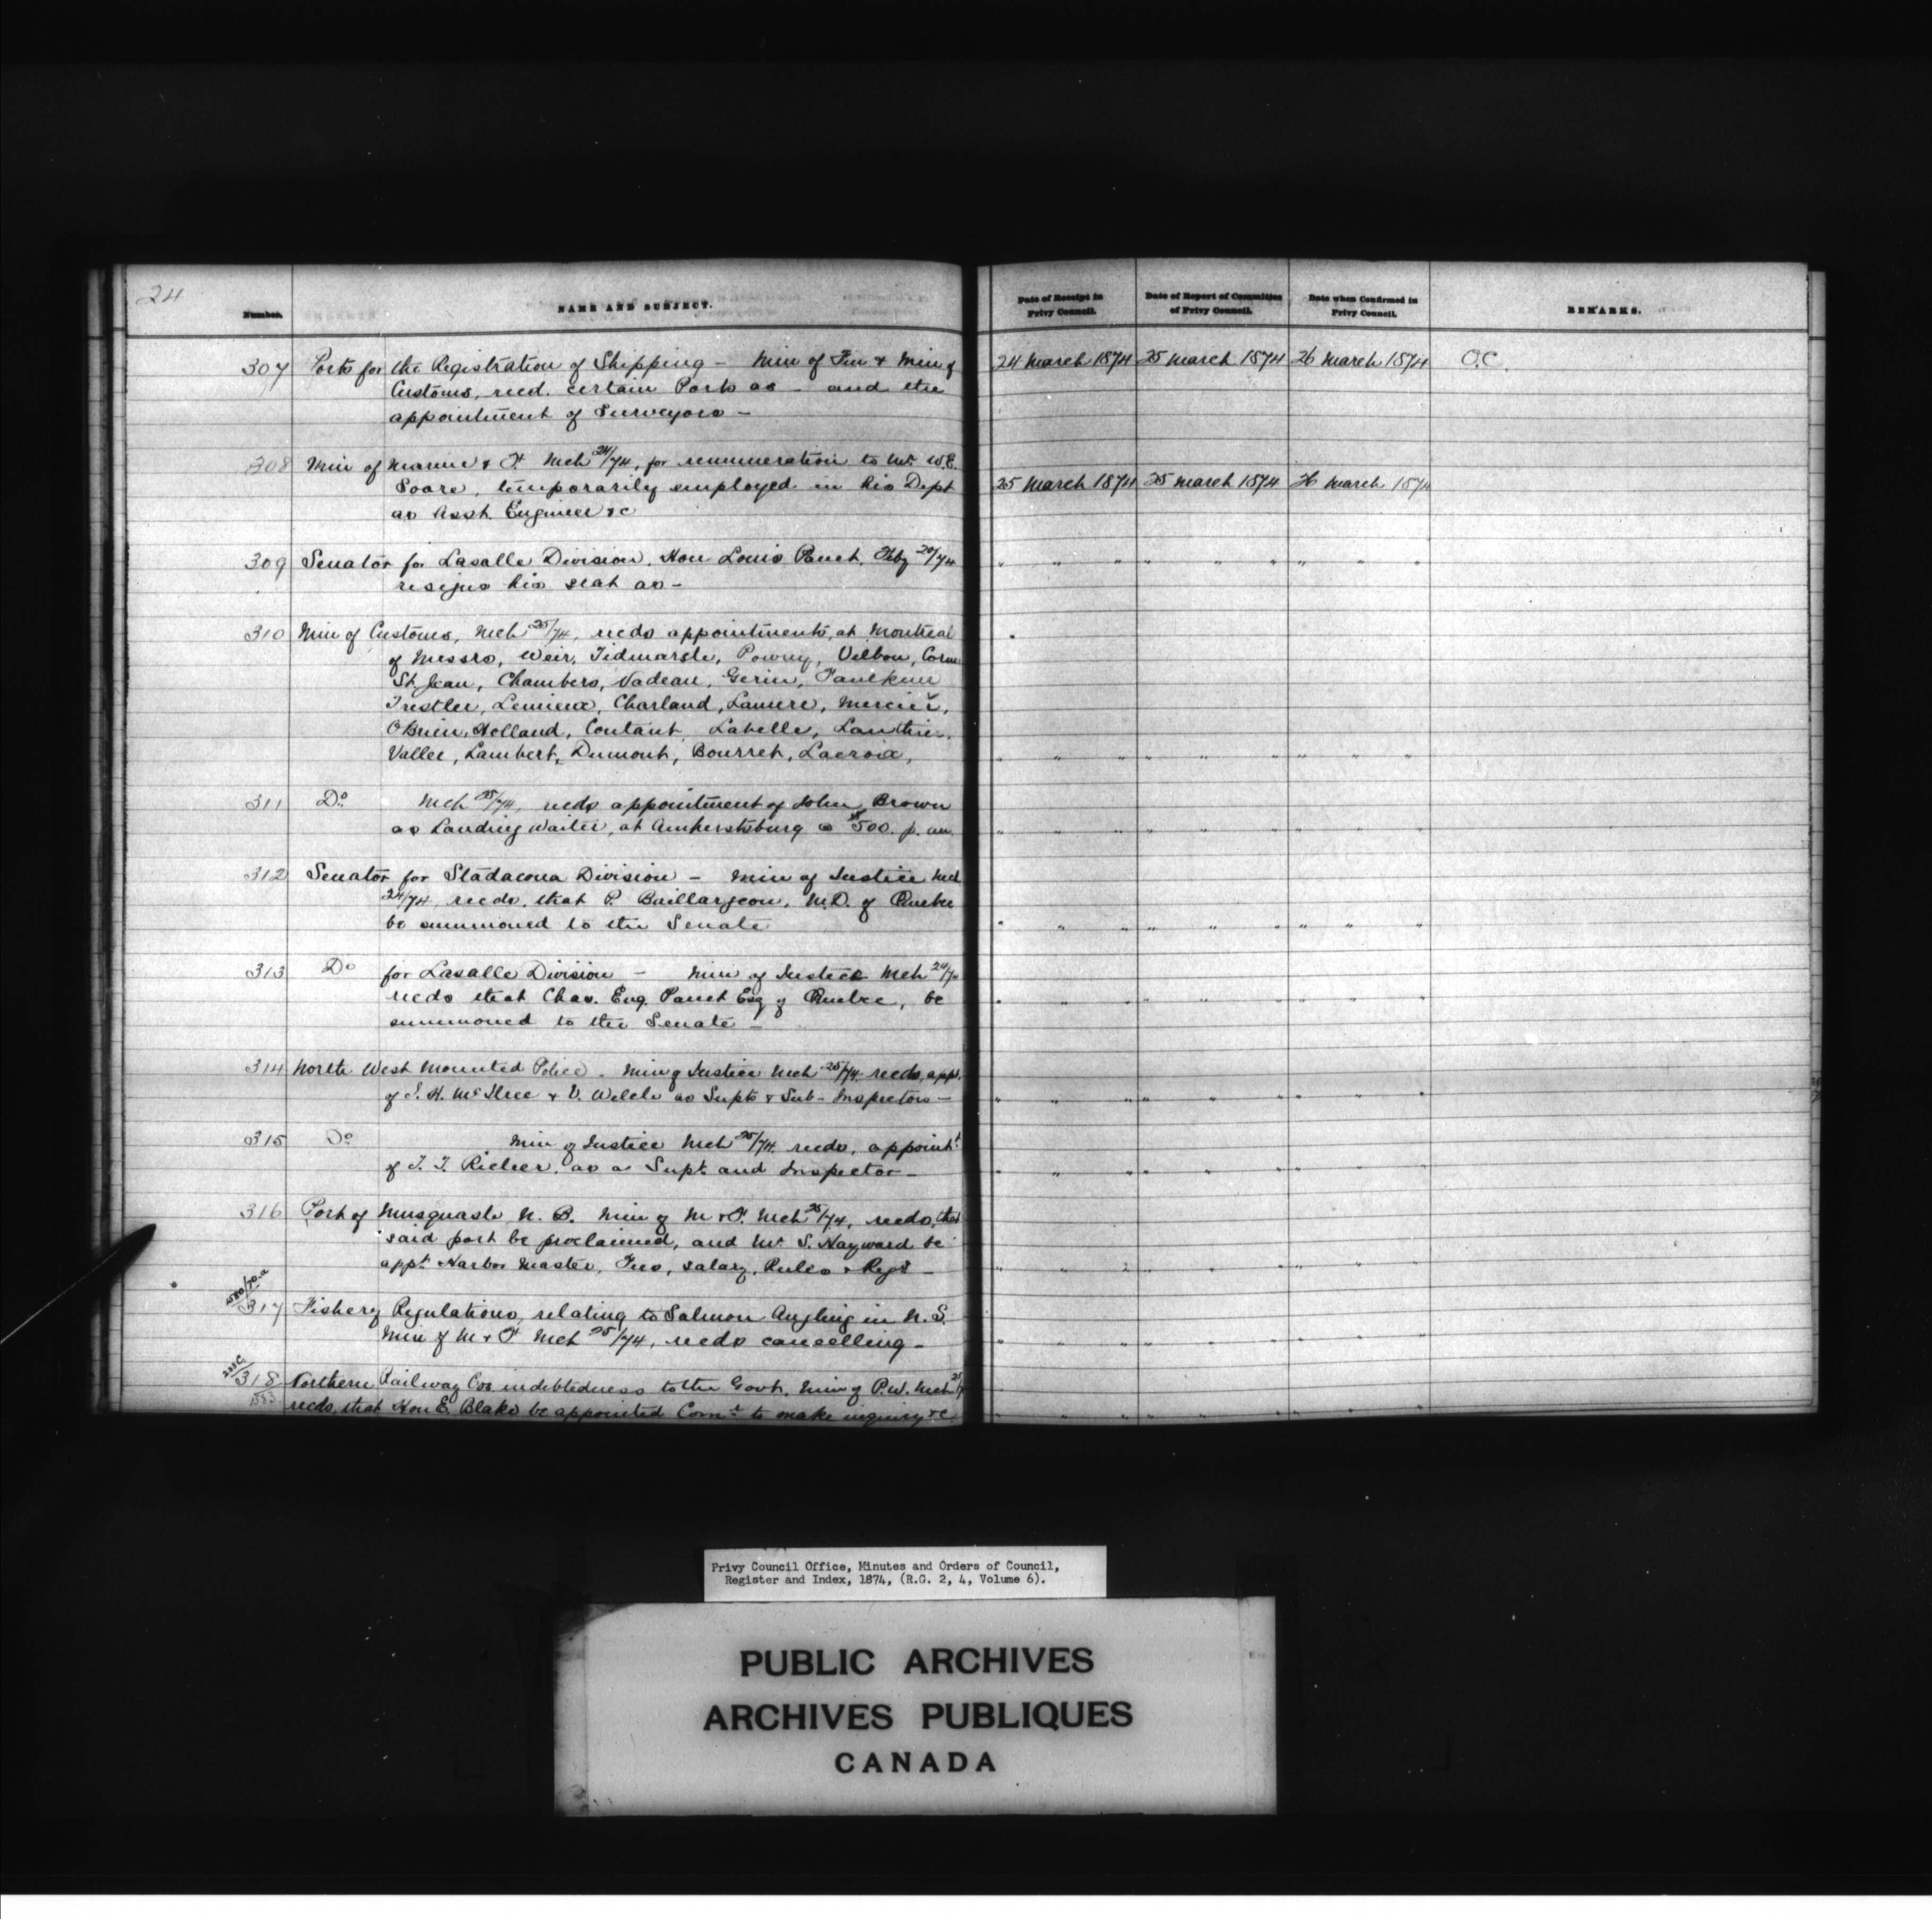 24
Number. NAME AND SUBJECT. Date of Receipt in Privy Council. Date of Report of Committee of Privy Council. Date when Confirmed in Privy Council. REMARKS.
307 Ports for the Registration of Shipping – Min of Fin & Min of 24 March 1874 25 March 1874 26 March 1874 O.C.
Customs, recd. certain Ports as – and the
appointment of Surveyors –
308 Min of Marine & F. Mch 24/74, for remuneration to Mr. W.E.
temporarily employed in his Dept 25 March 1874 25 March 1874 26 March 1874
as Asst. Engineer &c
309 Senator for Lasalle Division. Hon Louis Panet. Feby 20/74 " " " " " " " " "
resigns his seat as –
310 Min of Customs, Mch 25/74, recds appointments, at Montreal
of Messrs, Weir, Tidmarsh, Powny, Vilbon,
St. Jean, Chambers, Nadeau, Gerin, Faulkner
Trestler, Lemieux, Charland, Lamere, Mercier,
O'Brien, Holland, Contant, Labelle, Lanthier,
Vallee, Lambert, Dumont, Bourret, Lacroix, " " " " " " " " "
311 Do Mch 25/74, recds appointment of John Brown
as Landing Waiter, at Amherstsburg @ $500. p. an. " " " " " " " " "
312 Senator for Stadacona Division – Min of Justice Mch
24/74, recds. that P. Baillargeon, M.D. of Quebec
be summoned to the Senate " " " " " " " " "
313 Do for Lasalle Division – Min of Justice Mch 24/74
recds that Chas. Eug. Panet Esq of Quebec, be " " " " " " " " "
summoned to the Senate –
314 North West Mounted Police – Min of Justice Mch 25/74. recds, appt.
of J. H. McIllree & V. Welch as Supts & Sub-Inspectors – " " " " " " " " "
315 Do Min of Justice Mch 25/74. recds, appointt
of T. T. Richer, as a Supt. and Inspector – " " " " " " " " "
316 Port of Musquash N. B. Min of M & F. Mch 25/74, recds, that
said port be proclaimed, and Mr. S. Hayward be
appt. Harbor Master, Fees, salary, Rules & Regs – " " " " " " " "
317 Fishery Regulations, relating to Salmon Angling in N. S.
Min of M & F Mch 25/74, recds cancelling – " " " " " " " " "
318 Northern Railway Cos. indebtedness to the Govt. Min of P.W. Mch 25/74
recds, that Hon E. Blake be appointed Comr. to make inquiry &c " " " " " " " "
Privy Council Office, Minutes and Orders of Council,
Register and Index, 1874, (R.G. 2, 4, Volume 6).
PUBLIC ARCHIVES
ARCHIVES PUBLIQUES
CANADA